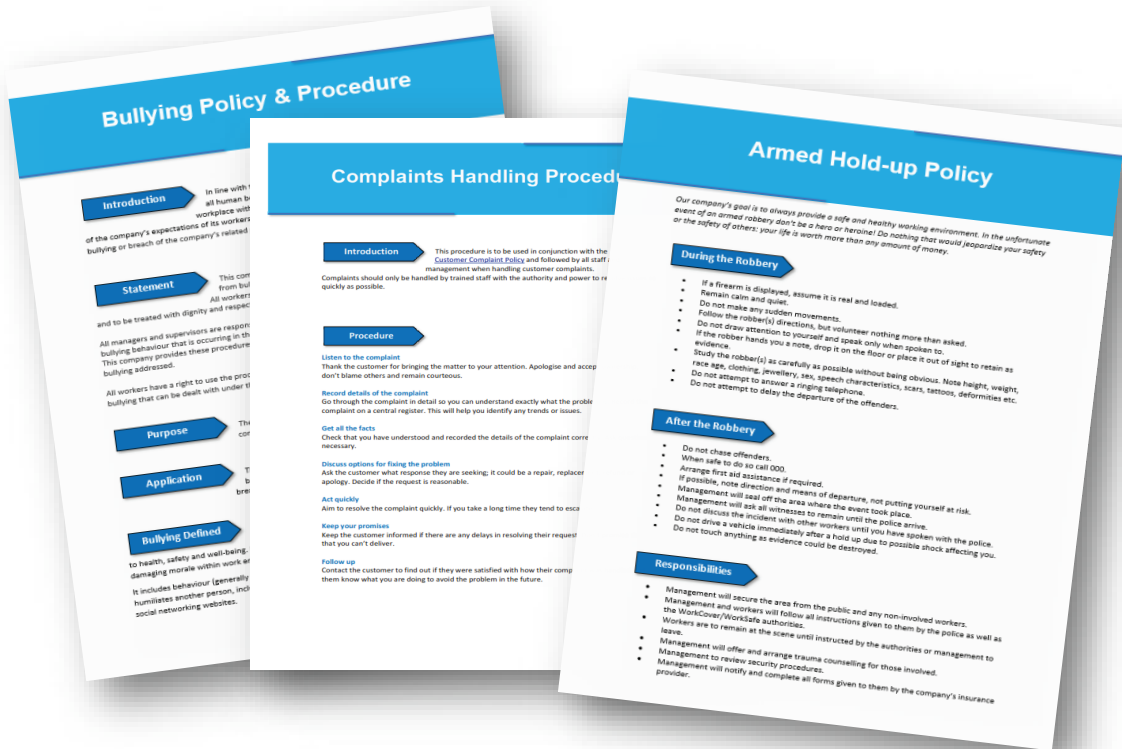 Bullying Policy & Procedure
Introduction
In line with
all human
workplace with
of the company's expectations of its workers
bullying or breach of the company's related
Statement
This
from
All workers
and to be treated with dignity and
All managers and supervisors are
bullying behaviour that is occurring in
This company provides these
bullying addressed.
All workers have a right to use the
bullying that can be dealt with under
Purpose
Application
Bullying Defined
to health, safety and well-being.
damaging morale within work
It includes behaviour (generally
humiliates another person,
social networking websites.
Complaints Handling
Introduction
This procedure is to be used in conjunction with the
Customer Complaint Policy and followed by all staff
management when handling customer complaints.
Complaints should only be handled by trained staff with the authority and power to
quickly as possible.
Procedure
Listen to the complaint
Thank the customer for bringing the matter to your attention. Apologise and
don't blame others and remain courteous.
Record details of the complaint
Go through the complaint in detail so you can understand exactly what the
complaint on a central register. This will help you identify any trends or issues.
Get all the facts
Check that you have understood and recorded the details of the complaint
necessary.
Discuss options for fixing the problem
Ask the customer what response they are seeking; it could be a repair,
apology. Decide if the request is reasonable.
Act quickly
Aim to resolve the complaint quickly. If you take a long time they tend to
Keep your promises
Keep the customer informed if there are any delays in resolving their request
that you can't deliver.
Follow up
Contact the customer to find out if they were satisfied with how their
them know what you are doing to avoid the problem in the future.
Armed Hold-up Policy
Our company's goal is to always provide a safe and healthy working environment. In the unfortunate
event of an armed robbery don't be a hero or heroine! Do nothing that would jeopardize your safety
or the safety of others: your life is worth more than any amount of money.
During the Robbery
• If a firearm is displayed, assume it is real and loaded.
• Remain calm and quiet.
• Do not make any sudden movements.
• Follow the robber(s) directions, but volunteer nothing more than asked.
• Do not draw attention to yourself and speak only when spoken to.
• If the robber hands you a note, drop it on the floor or place it out of sight to retain as
evidence.
• Study the robber(s) as carefully as possible without being obvious. Note height, weight,
race age, clothing, jewellery, sex, speech characteristics, scars, tattoos, deformities etc.
• Do not attempt to answer a ringing telephone.
• Do not attempt to delay the departure of the offenders.
After the Robbery
• Do not chase offenders.
• When safe to do so call 000.
• Arrange first aid assistance if required.
• If possible, note direction and means of departure, not putting yourself at risk.
• Management will seal off the area where the event took place.
• Management will ask all witnesses to remain until the police arrive.
• Do not discuss the incident with other workers until you have spoken with the police.
• Do not drive a vehicle immediately after a hold up due to possible shock affecting you.
• Do not touch anything as evidence could be destroyed.
Responsibilities
• Management will secure the area from the public and any non-involved workers.
• Management and workers will follow all instructions given to them by the police as well as
the WorkCover/WorkSafe authorities.
• Workers are to remain at the scene until instructed by the authorities or management to
leave.
• Management will offer and arrange trauma counselling for those involved.
• Management to review security procedures.
• Management will notify and complete all forms given to them by the company's insurance
provider.